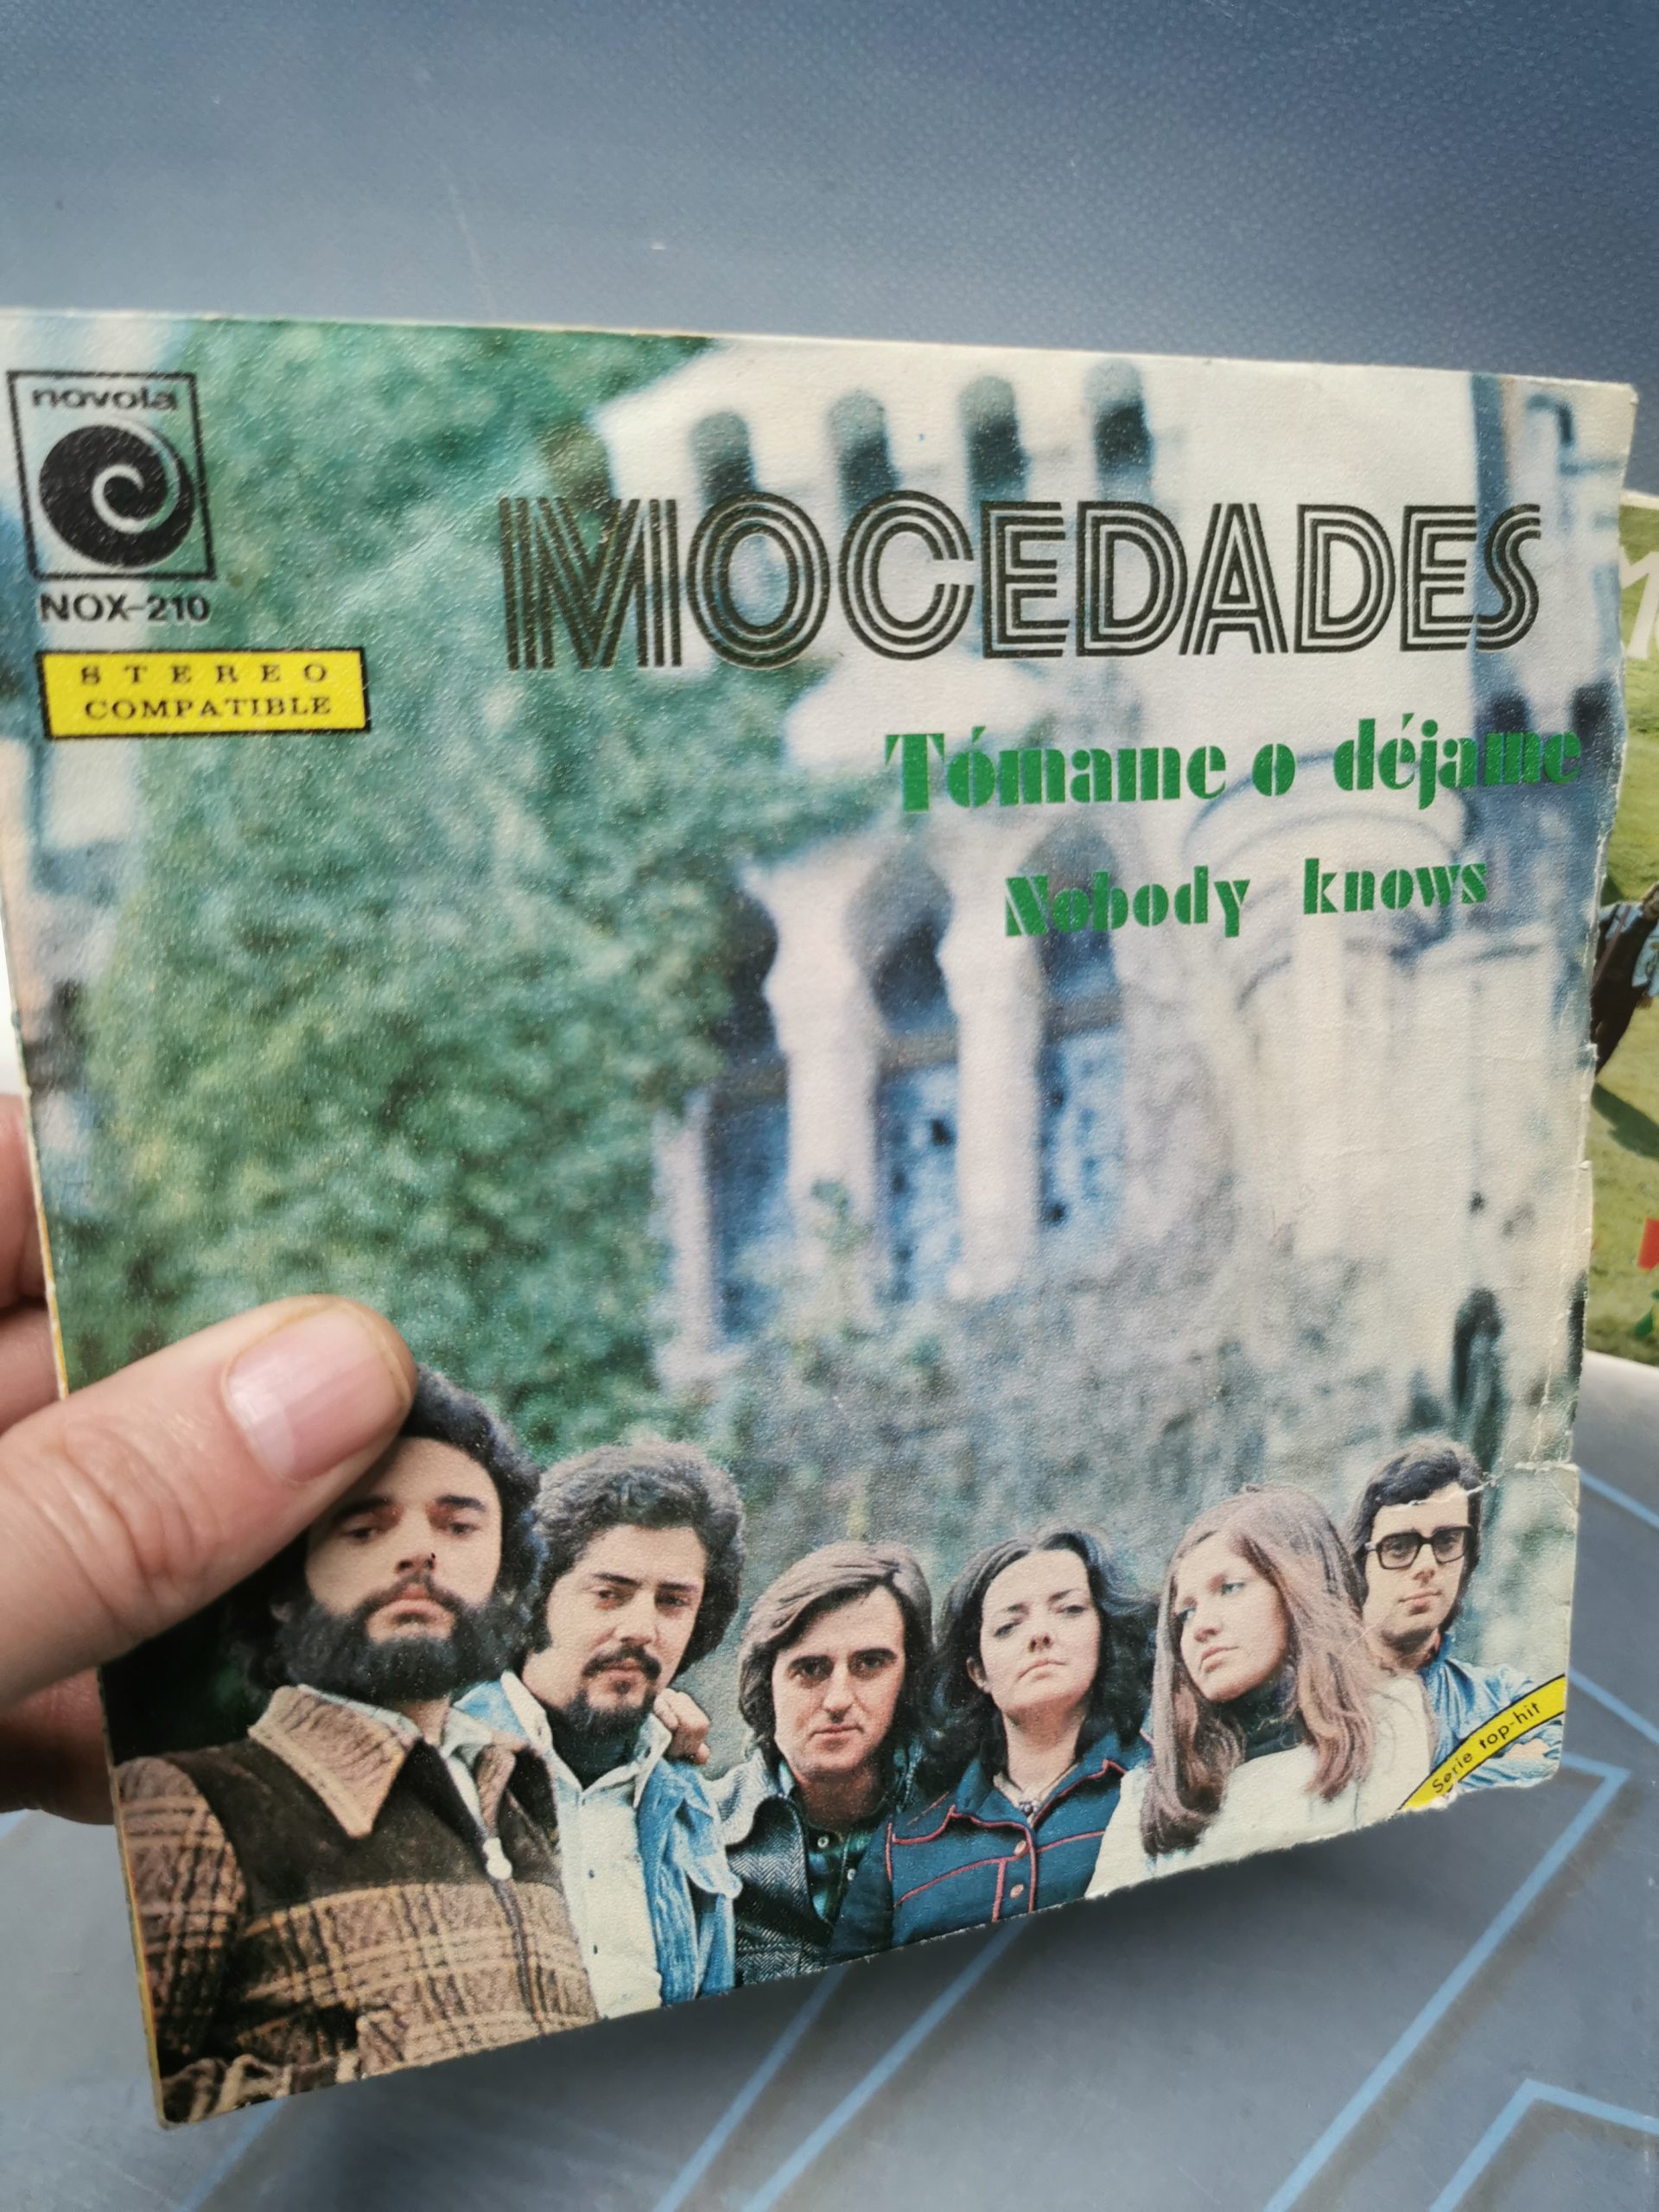 novola
NOX-210
STEREO
COMPATIBLE
MOCEDADES
Tómame o déjame
Nobody knows
Serie top-hit